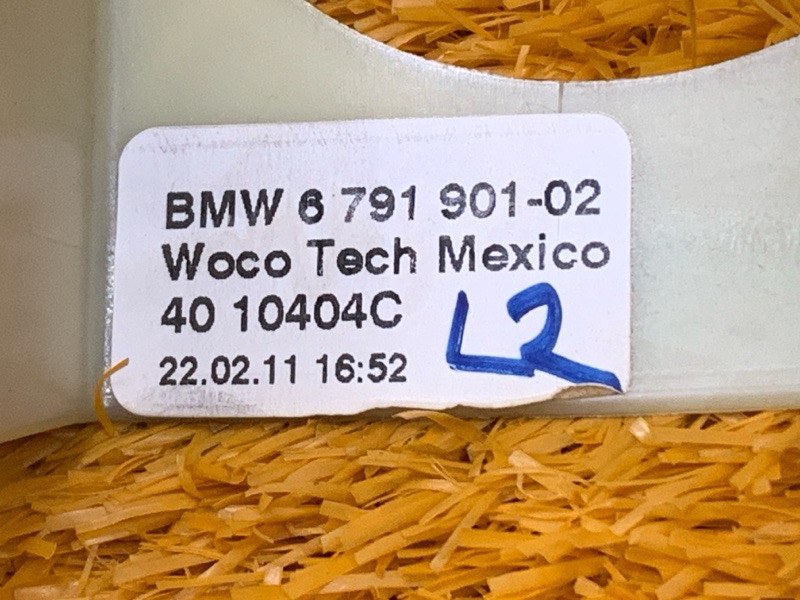 BMW 6 791 901-02
Woco Tech Mexico
40 10404C
22.02.11 16:52
L2